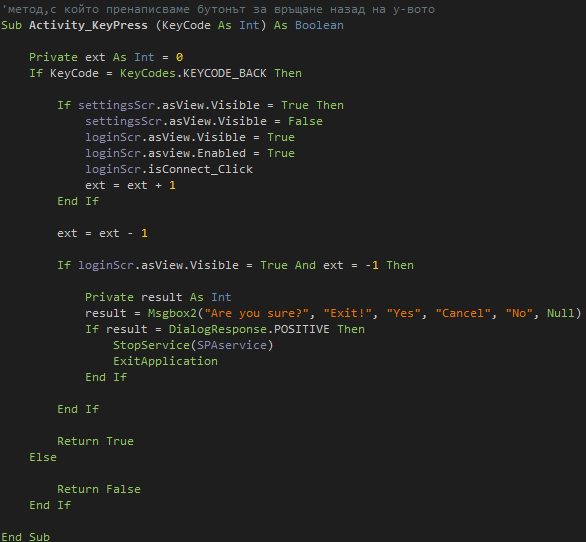 'метод,с който пренаписваме бутонът за връщане назад на у-вото
Sub Activity_KeyPress (KeyCode As Int) As Boolean
Private ext As Int = 0
If KeyCode = KeyCodes.KEYCODE_BACK Then
If settingsScr.asView.Visible = True Then
settingsScr.asView.Visible = False
loginScr.asView.Visible = True
loginScr.asview.Enabled = True
loginScr.isConnect_Click
ext = ext + 1
End If
ext = ext - 1
If loginScr.asView.Visible = True And ext = -1 Then
Private result As Int
result = Msgbox2("Are you sure?", "Exit!", "Yes", "Cancel", "No", Null)
If result = DialogResponse.POSITIVE Then
StopService(SPAservice)
ExitApplication
End If
End If
Return True
Else
Return False
End If
End Sub